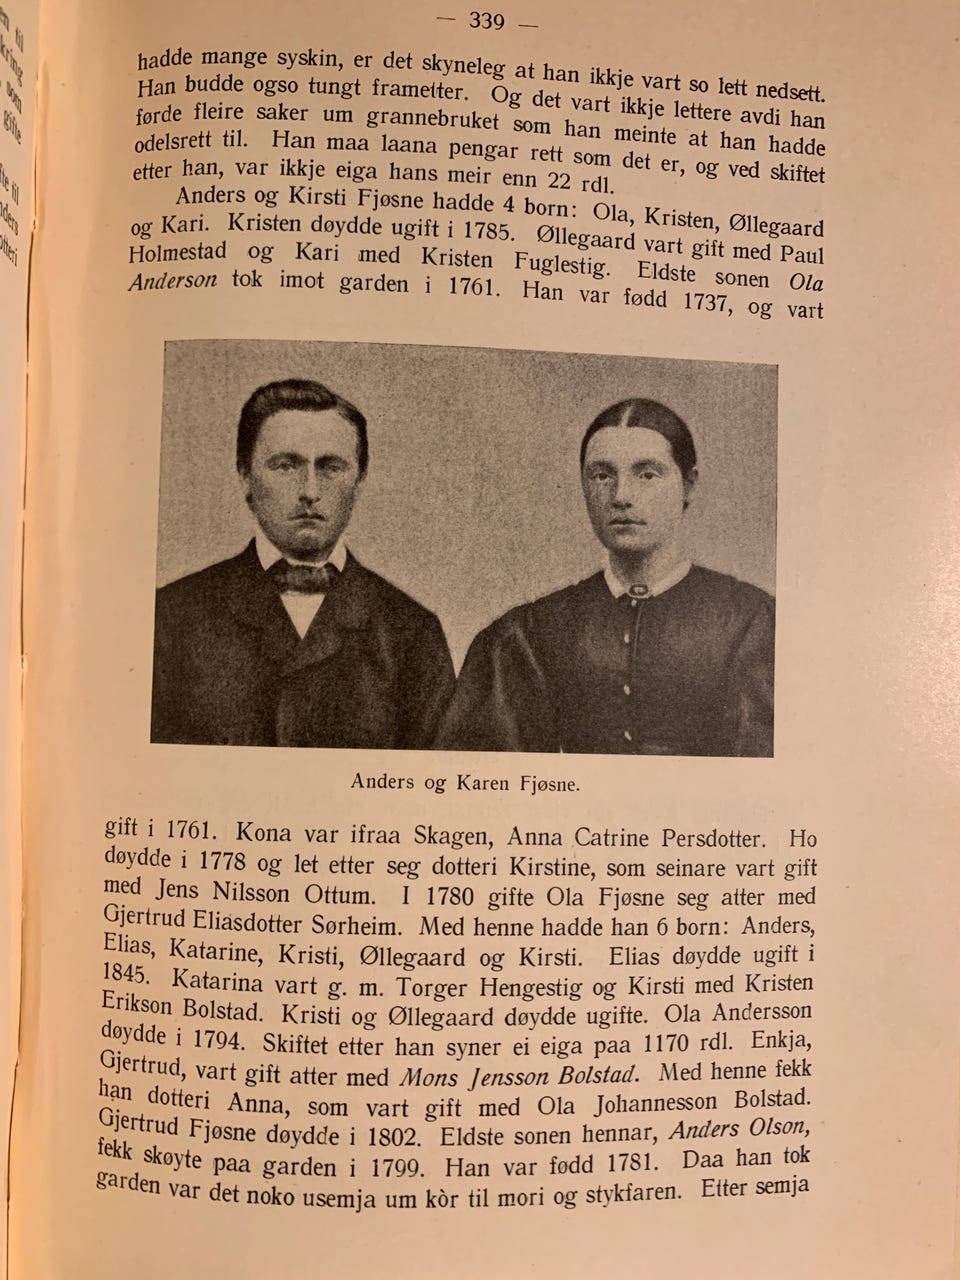 — 339 —
hadde mange syskin, er det skyneleg at han ikkje vart so lett nedsett.
Han budde ogso tungt frametter. Og det vart ikkje lettere avdi han
førde fleire saker um grannebruket som han meinte at han hadde
odelsrett til. Han maa laana pengar rett som det er, og ved skiftet
etter han, var ikkje eiga hans meir enn 22 rdl.
Anders og Kirsti Fjøsne hadde 4 born: Ola, Kristen, Øllegaard
og Kari. Kristen døydde ugift i 1785. Øllegaard vart gift med Paul
Holmestad og Kari med Kristen Fuglestig. Eldste sonen Ola
Anderson tok imot garden i 1761. Han var fødd 1737, og vart
Anders og Karen Fjøsne.
gift i 1761. Kona var ifraa Skagen, Anna Catrine Persdotter. Ho
døydde i 1778 og let etter seg dotteri Kirstine, som seinare vart gift
med Jens Nilsson Ottum. I 1780 gifte Ola Fjøsne seg atter med
Gjertrud Eliasdotter Sørheim. Med henne hadde han 6 born: Anders,
Elias, Katarine, Kristi, Øllegaard og Kirsti. Elias døydde ugift i
1845. Katarina vart g. m. Torger Hengestig og Kirsti med Kristen
Erikson Bolstad. Kristi og Øllegaard døydde ugifte. Ola Andersson
døydde i 1794. Skiftet etter han syner ei eiga paa 1170 rdl. Enkja,
Gjertrud, vart gift atter med Mons Jensson Bolstad. Med henne fekk
han dotteri Anna, som vart gift med Ola Johannesson Bolstad.
Gjertrud Fjøsne døydde i 1802. Eldste sonen hennar, Anders Olson,
fekk skøyte paa garden i 1799. Han var fødd 1781. Daa han tok
garden var det noko usemja um kòr til mori og stykfaren. Etter semja